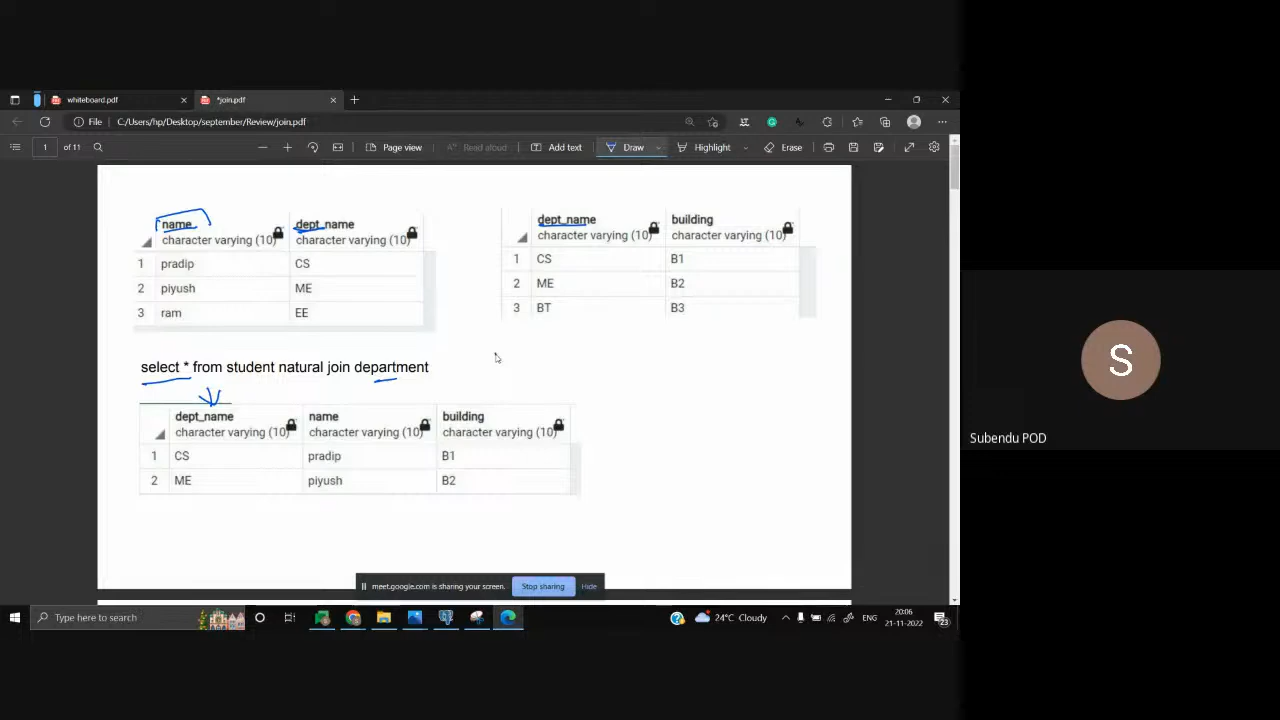 whiteboard.pdf
*join.pdf
File
C:/Users/hp/Desktop/september/Review/join.pdf
1 of 11
Page view
Read aloud
Add text
Draw
Highlight
Erase
name dept_name
character varying (10) character varying (10)
1 pradip CS
2 piyush ME
3 ram EE
dept_name building
character varying (10) character varying (10)
1 CS B1
2 ME B2
3 BT B3
select * from student natural join department
dept_name name building
character varying (10) character varying (10) character varying (10)
1 CS pradip B1
2 ME piyush B2
meet.google.com is sharing your screen. Stop sharing Hide
S
Subendu POD
Type here to search
24°C Cloudy
ENG
20:06
21-11-2022
23